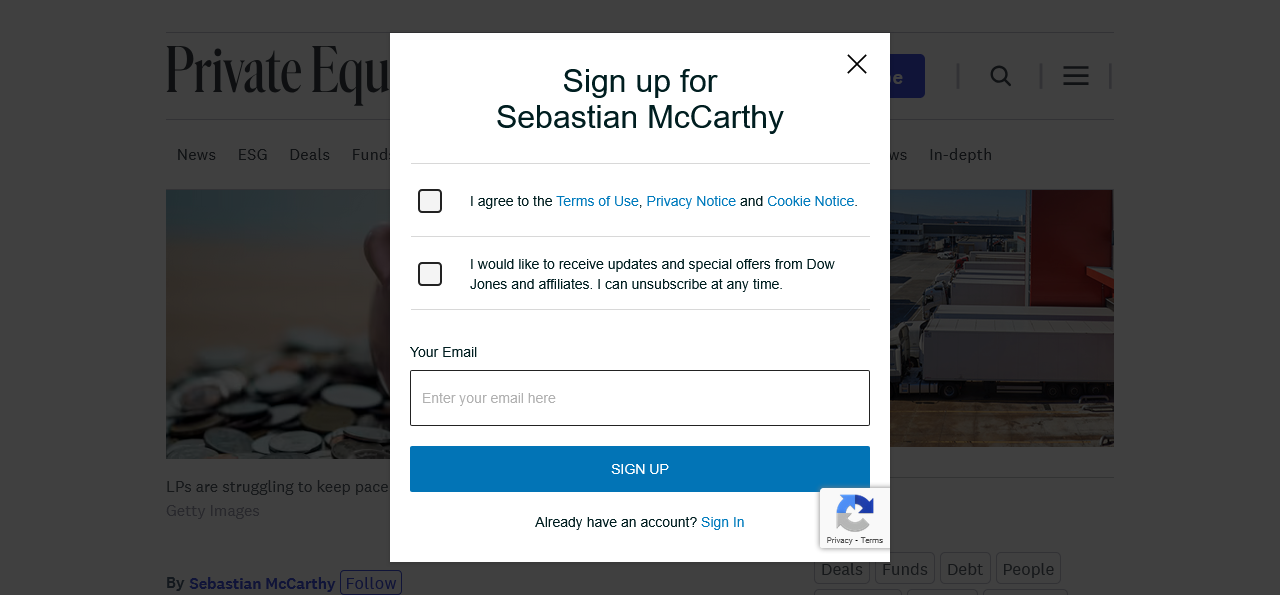 Private Equ
Sign up for
Sebastian McCarthy
News ESG Deals In-depth
I agree to the Terms of Use, Privacy Notice and Cookie Notice.
I would like to receive updates and special offers from Dow
Jones and affiliates. I can unsubscribe at any time.
Your Email
Enter your email here
SIGN UP
Already have an account? Sign In
Privacy - Terms
LPs are struggling to keep pace
Getty Images
By Sebastian McCarthy Follow
Deals Funds Debt People